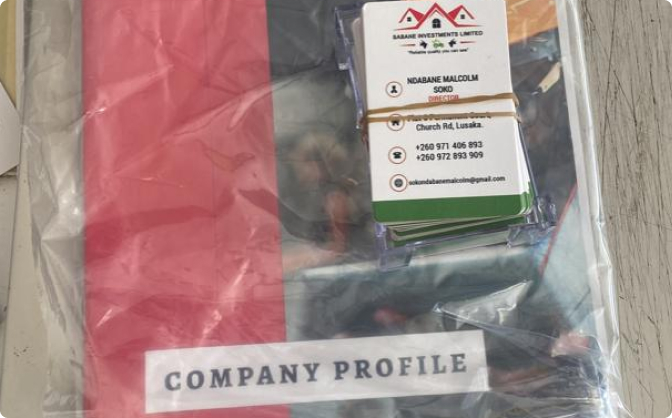 SABANE INVESTMENTS LIMITED
"Reliable quality you can see"
NDABANE MALCOLM
SOKO
DIRECTOR
Church Rd, Lusaka.
+260 971 406 893
+260 972 893 909
sokondabanemalcolm@gmail.com
COMPANY PROFILE